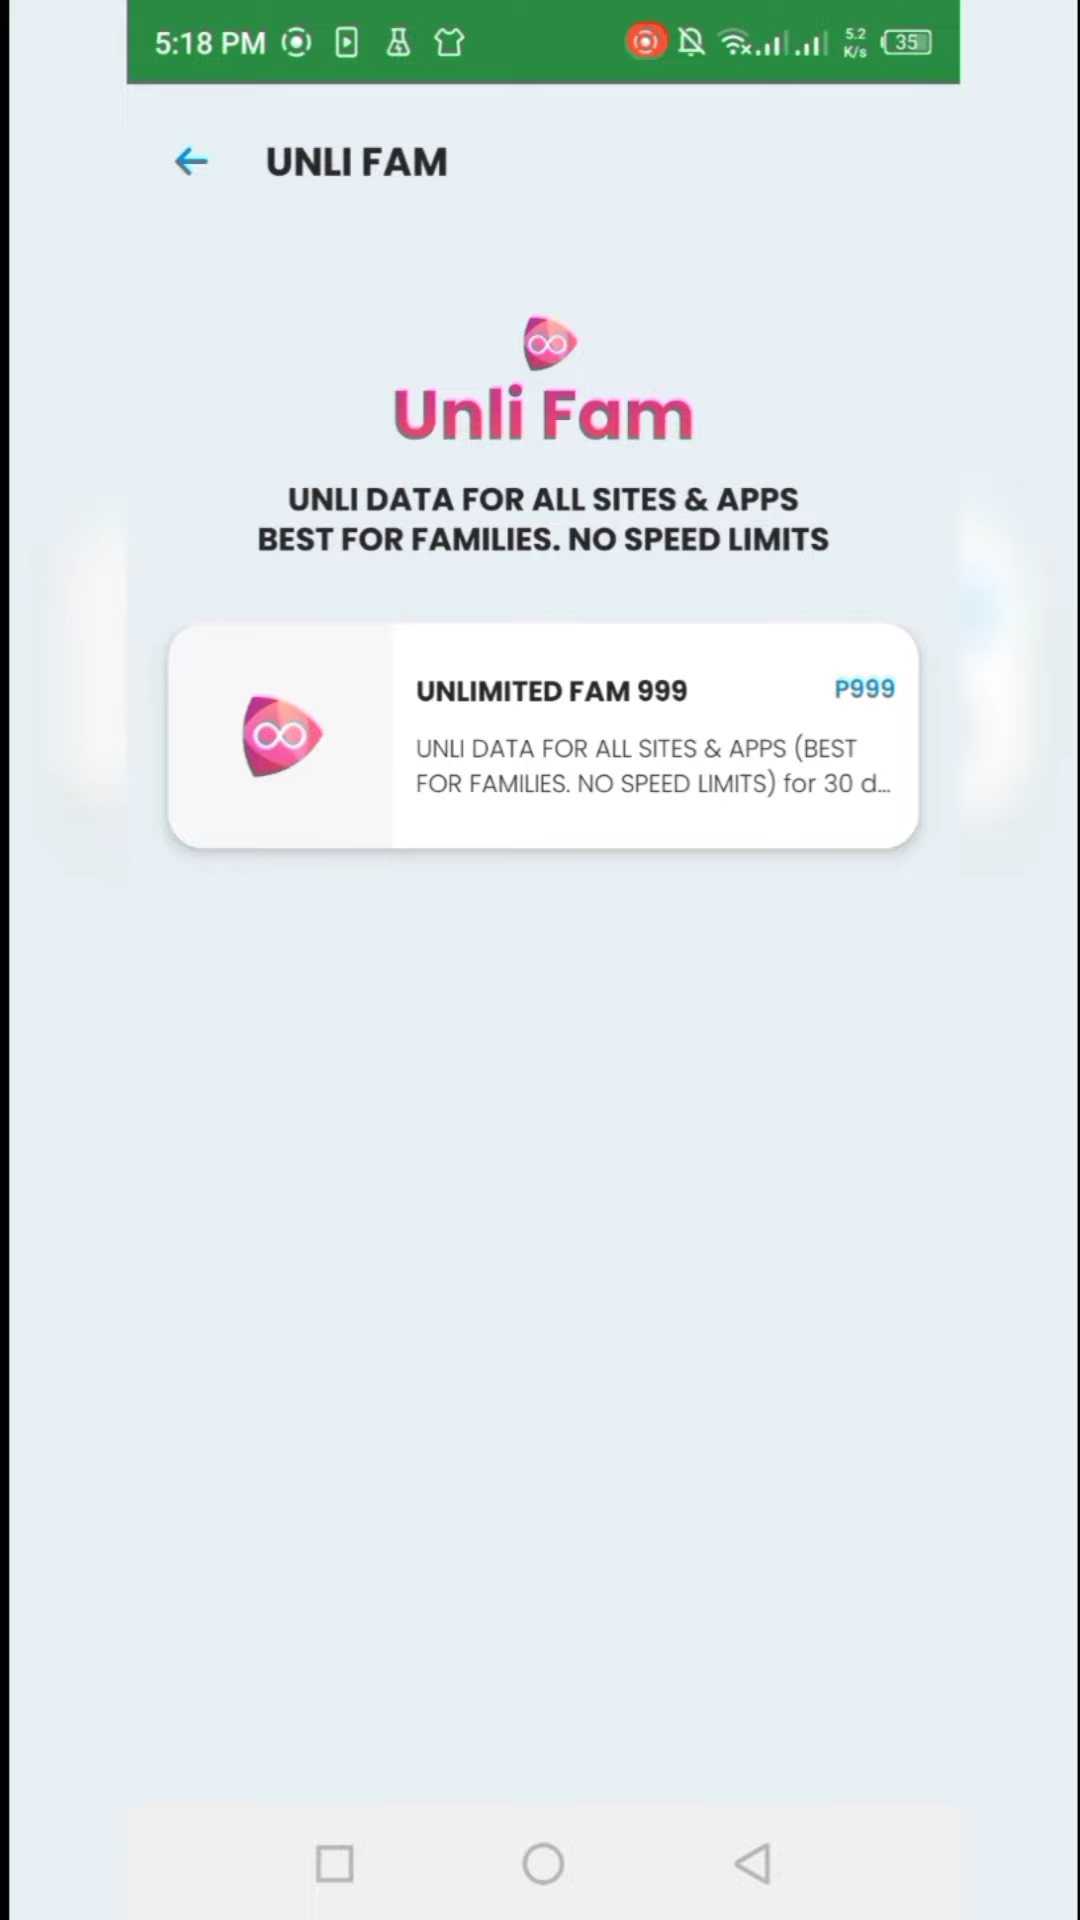 5:18 PM
5.2
K/s
35
UNLI FAM
Unli Fam
UNLI DATA FOR ALL SITES & APPS
BEST FOR FAMILIES. NO SPEED LIMITS
UNLIMITED FAM 999
P999
UNLI DATA FOR ALL SITES & APPS (BEST
FOR FAMILIES. NO SPEED LIMITS) for 30 d...